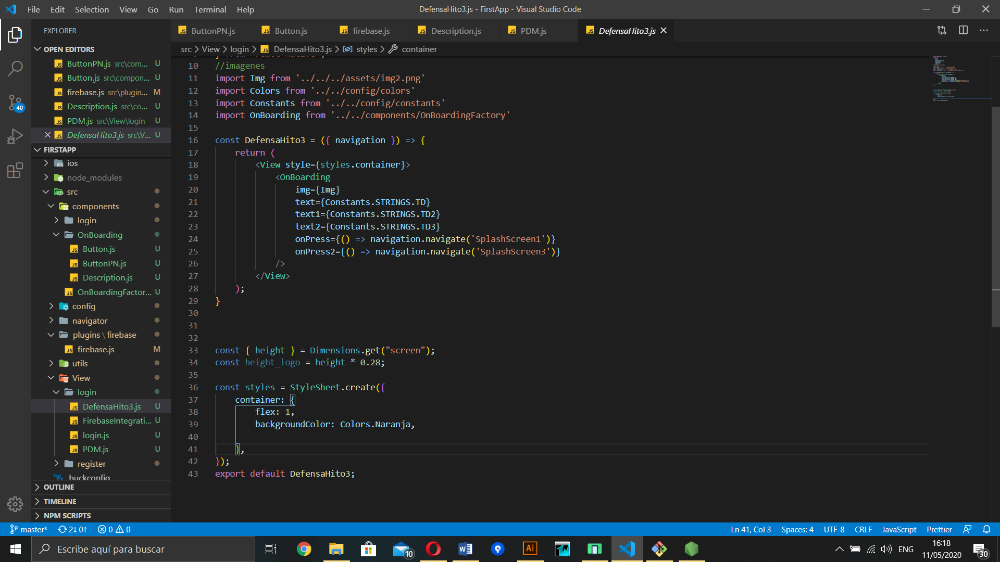 File Edit Selection View Go Run Terminal Help
DefensaHito3.js - FirstApp - Visual Studio Code
EXPLORER
OPEN EDITORS
ButtonPN.js src\com... U
Button.js src\compon... U
firebase.js src\plugin... M
Description.js src\co... U
PDM.js src\View\login U
DefensaHito3.js src\V... U
FIRSTAPP
ios
node_modules
src
components
login
OnBoarding
Button.js U
ButtonPN.js U
Description.js U
OnBoardingFactor... U
config
navigator
plugins \ firebase
firebase.js M
utils
View
login
DefensaHito3.js U
FirebaseIntegrati... U
login.js U
PDM.js U
register
buckconfig
OUTLINE
TIMELINE
NPM SCRIPTS
40
ButtonPN.js Button.js firebase.js Description.js PDM.js DefensaHito3.js
src > View > login > DefensaHito3.js > styles > container
10 //imagenes
11 import Img from '../../../assets/img2.png'
12 import Colors from '../../config/colors'
13 import Constants from '../../config/constants'
14 import OnBoarding from '../../components/OnBoardingFactory'
15
16 const DefensaHito3 = ({ navigation }) => {
17 return (
18 <View style={styles.container}>
19 <OnBoarding
20 img={Img}
21 text={Constants.STRINGS.TD}
22 text1={Constants.STRINGS.TD2}
23 text2={Constants.STRINGS.TD3}
24 onPress={() => navigation.navigate('SplashScreen1')}
25 onPress2={() => navigation.navigate('SplashScreen3')}
26 />
27 </View>
28 );
29 }
30
31
32
33 const { height } = Dimensions.get("screen");
34 const height_logo = height * 0.28;
35
36 const styles = StyleSheet.create({
37 container: {
38 flex: 1,
39 backgroundColor: Colors.Naranja,
40
41 },
42 });
43 export default DefensaHito3;
master* 2↓ 0↑ 0 0
Ln 41, Col 3 Spaces: 4 UTF-8 CRLF JavaScript Prettier
Escribe aquí para buscar
10
Ai
ENG
16:18
11/05/2020
30